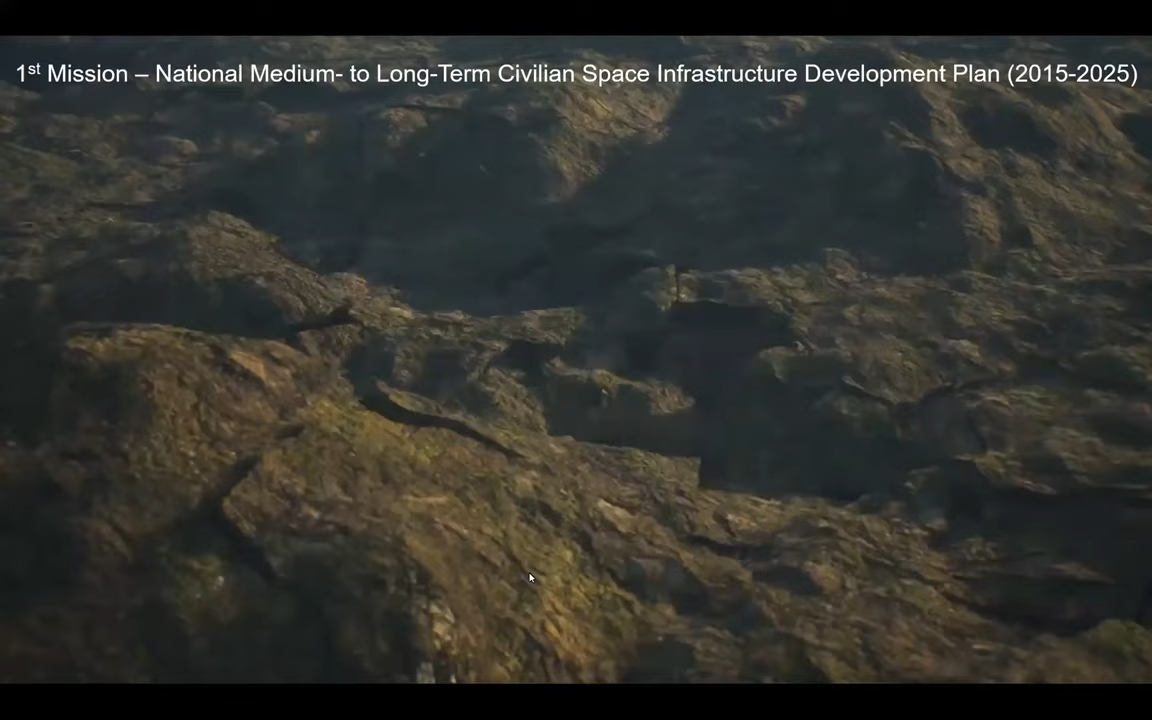 1st Mission – National Medium- to Long-Term Civilian Space Infrastructure Development Plan (2015-2025)